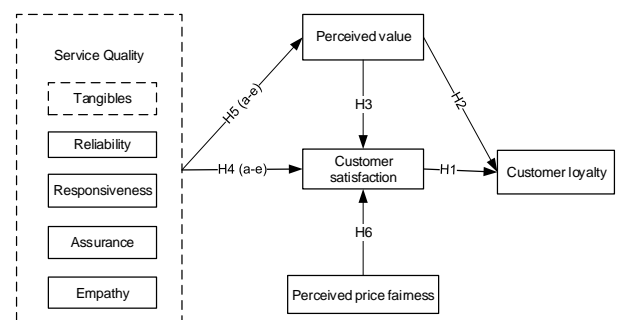 Service Quality
Tangibles
Reliability
Responsiveness
Assurance
Empathy
H5 (a-e)
H4 (a-e)
Perceived value
H3
H2
Customer
satisfaction
H1
Customer loyalty
H6
Perceived price fairness